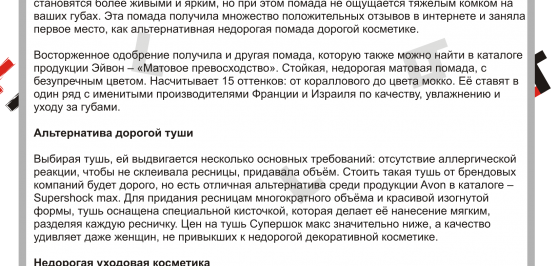 становятся более живыми и ярким, но при этом помада не ощущается тяжелым комком на
ваших губах. Эта помада получила множество положительных отзывов в интернете и заняла
первое место, как альтернативная недорогая помада дорогой косметике.
Восторженное одобрение получила и другая помада, которую также можно найти в каталоге
продукции Эйвон – «Матовое превосходство». Стойкая, недорогая матовая помада, с
безупречным цветом. Насчитывает 15 оттенков: от кораллового до цвета мокко. Её ставят в
один ряд с именитыми производителями Франции и Израиля по качеству, увлажнению и
уходу за губами.
Альтернатива дорогой туши
Выбирая тушь, ей выдвигается несколько основных требований: отсутствие аллергической
реакции, чтобы не склеивала ресницы, придавала объём. Стоить такая тушь от брендовых
компаний будет дорого, но есть отличная альтернатива среди продукции Avon в каталоге –
Supershock max. Для придания ресницам многократного объёма и красивой изогнутой
формы, тушь оснащена специальной кисточкой, которая делает её нанесение мягким,
разделяя каждую ресничку. Цен на тушь Супершок макс значительно ниже, а качество
удивляет даже женщин, не привыкших к недорогой декоративной косметике.
Недорогая уходовая косметика